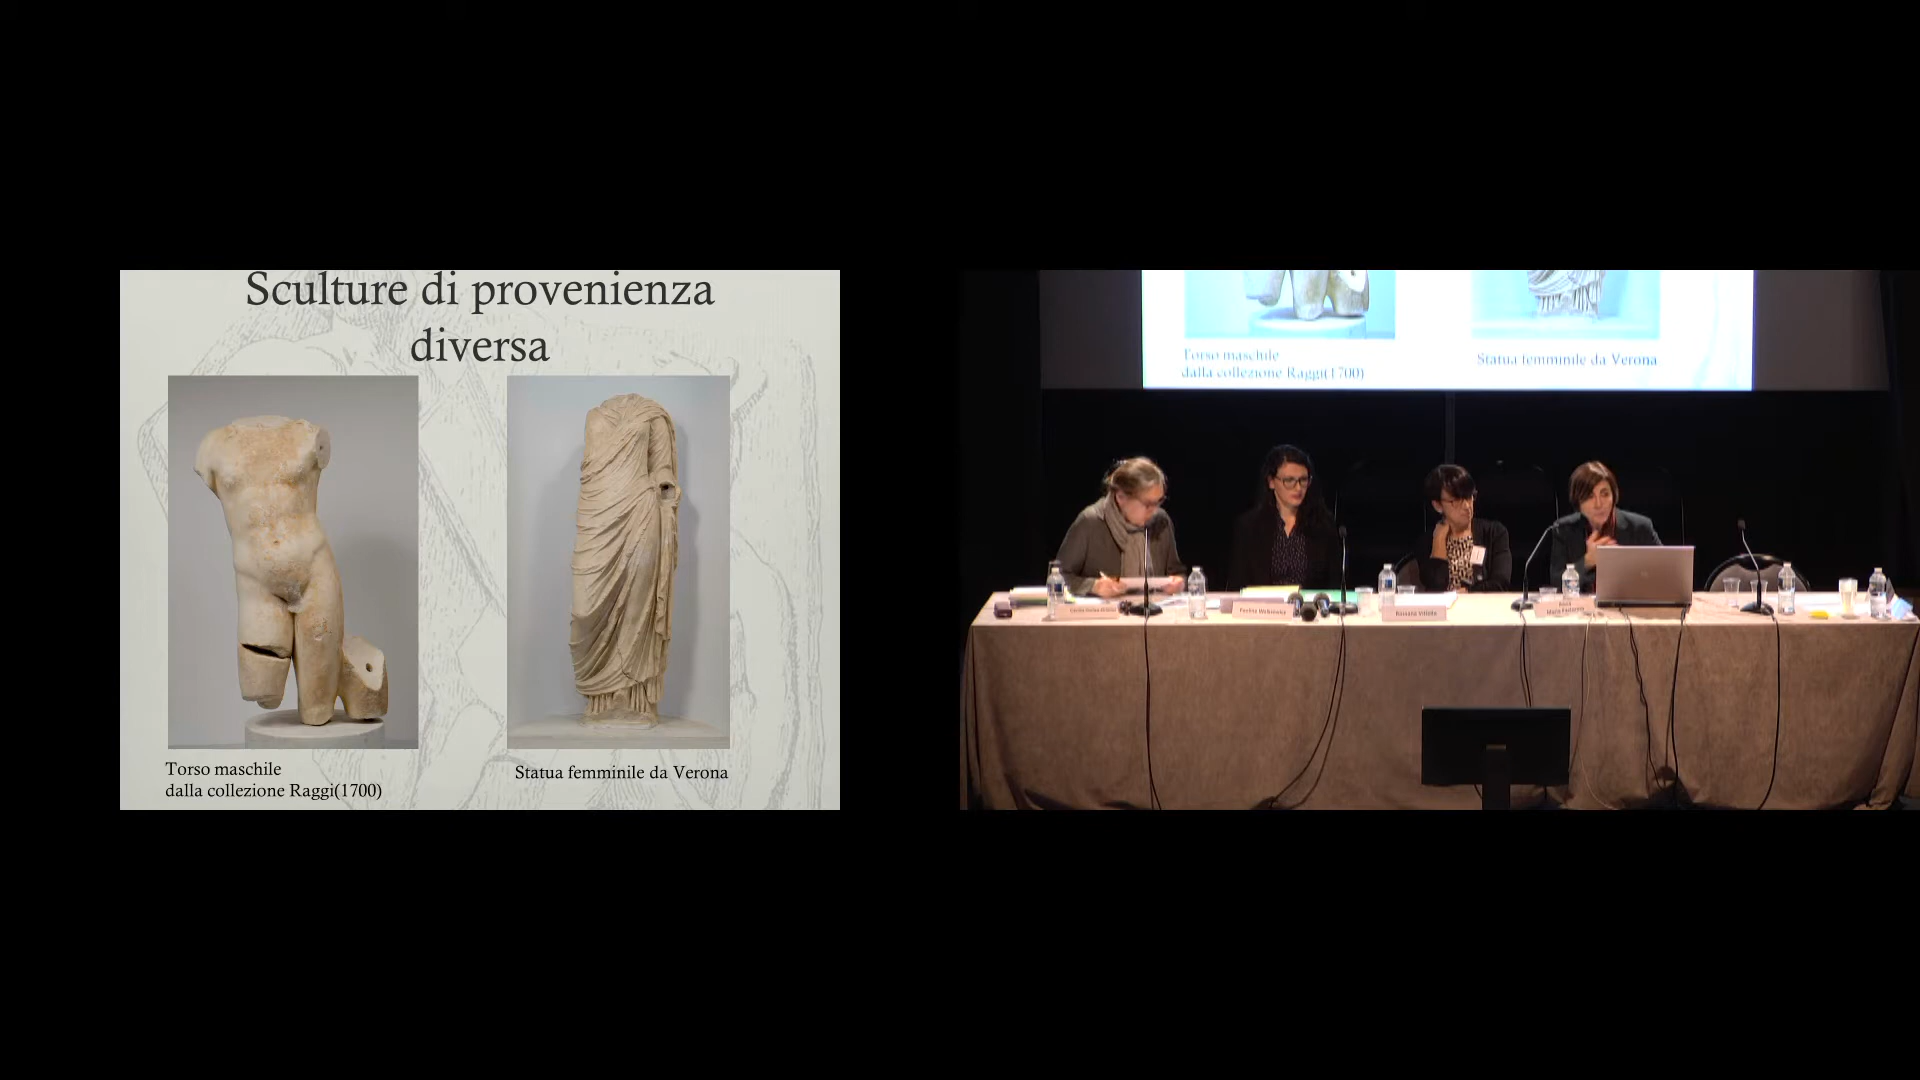 Sculture di provenienza
diversa
Torso maschile
dalla collezione Raggi(1700)
Statua femminile da Verona
Torso maschile
dalla collezione Raggi(1700)
Statua femminile da Verona